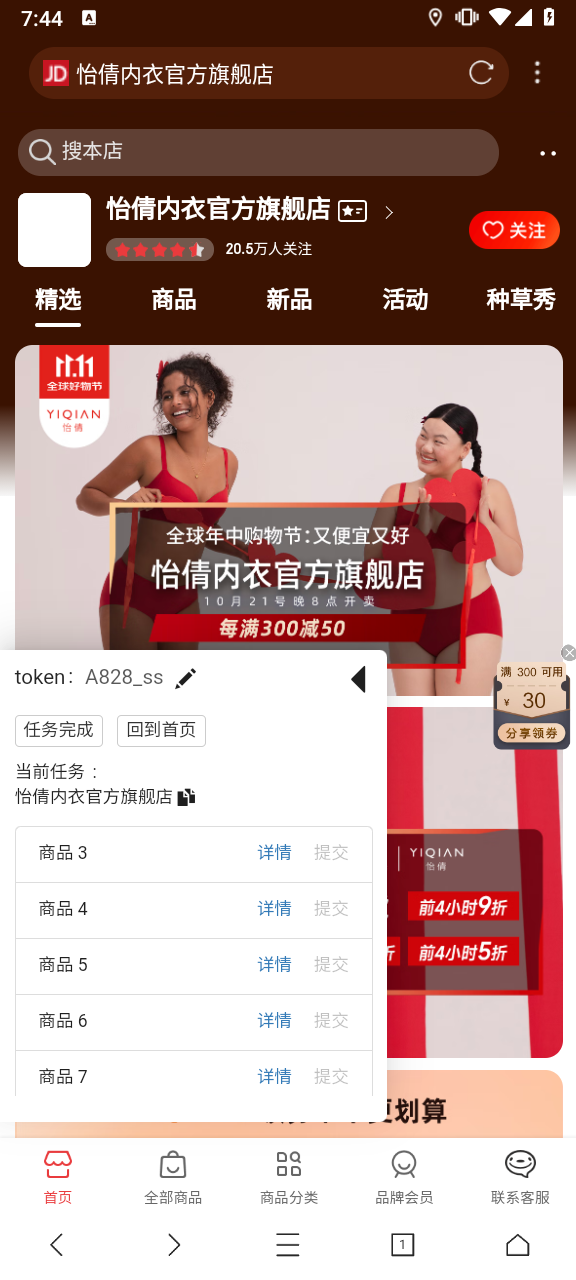 7:44
A
JD 怡倩内衣官方旗舰店
搜本店
怡倩内衣官方旗舰店
20.5万人关注
关注
精选 商品 新品 活动 种草秀
11.11
全球好物节
YIQIAN
怡倩
全球年中购物节:又便宜又好
怡倩内衣官方旗舰店
10月21号晚8点开卖
每满300减50
满 300 可用
¥ 30
分享领券
token: A828_ss
任务完成 回到首页
当前任务：
怡倩内衣官方旗舰店
商品 3 详情 提交
商品 4 详情 提交
商品 5 详情 提交
商品 6 详情 提交
商品 7 详情 提交
YIQIAN
怡倩
前4小时9折
折 前4小时5折
更划算
首页 全部商品 商品分类 品牌会员 联系客服
1